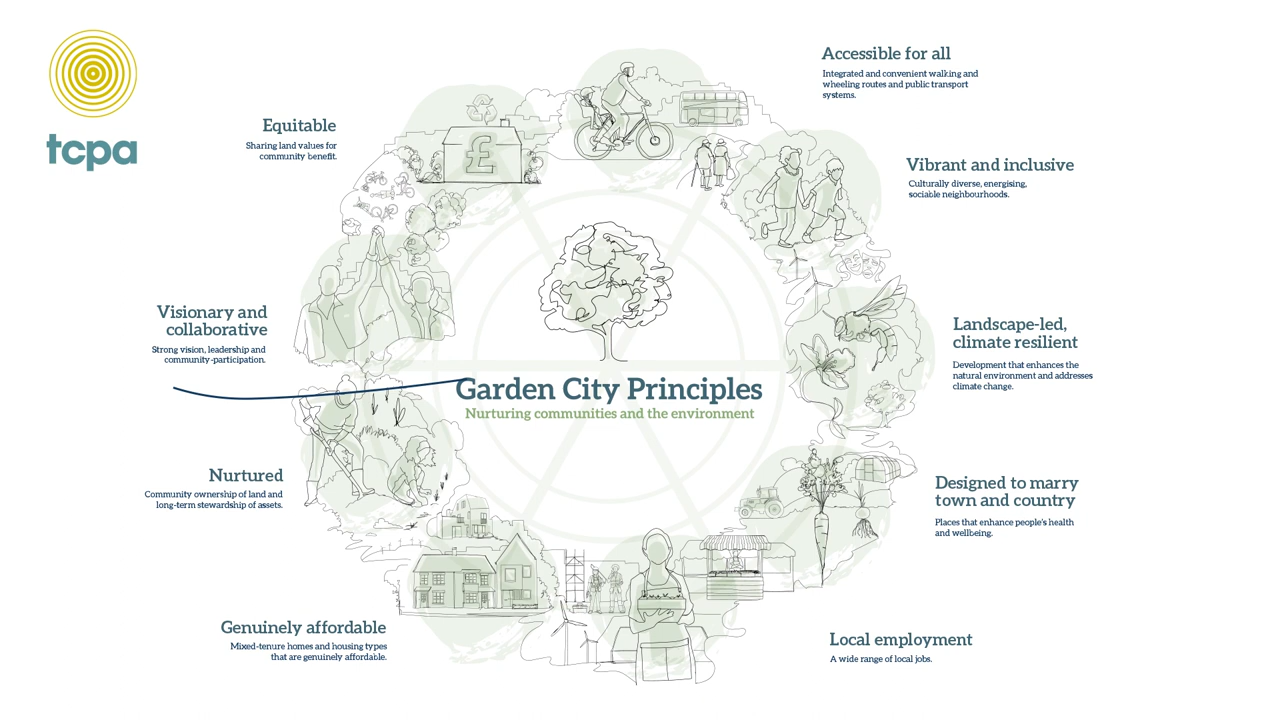 tcpa
Accessible for all
Integrated and convenient walking and
wheeling routes and public transport
systems.
Vibrant and inclusive
Culturally diverse, energising,
sociable neighbourhoods.
Landscape-led,
climate resilient
Development that enhances the
natural environment and addresses
climate change.
Designed to marry
town and country
Places that enhance people's health
and wellbeing.
Local employment
A wide range of local jobs.
Genuinely affordable
Mixed-tenure homes and housing types
that are genuinely affordable.
Nurtured
Community ownership of land and
long-term stewardship of assets.
Visionary and
collaborative
Strong vision, leadership and
community-participation.
Equitable
Sharing land values for
community benefit.
£
Garden City Principles
Nurturing communities and the environment